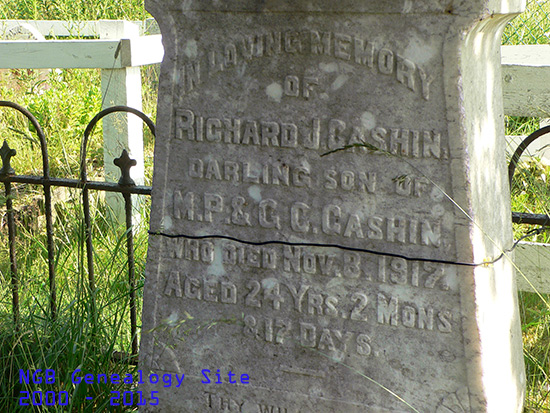 IN LOVING MEMORY
OF
RICHARD J. CASHIN.
DARLING SON OF
M.P. & G.C. CASHIN,
WHO DIED NOV. 8. 1917.
AGED 24 YRS. 2 MONS
& 17 DAYS.
THY
NGB Genealogy Site
2000 - 2015